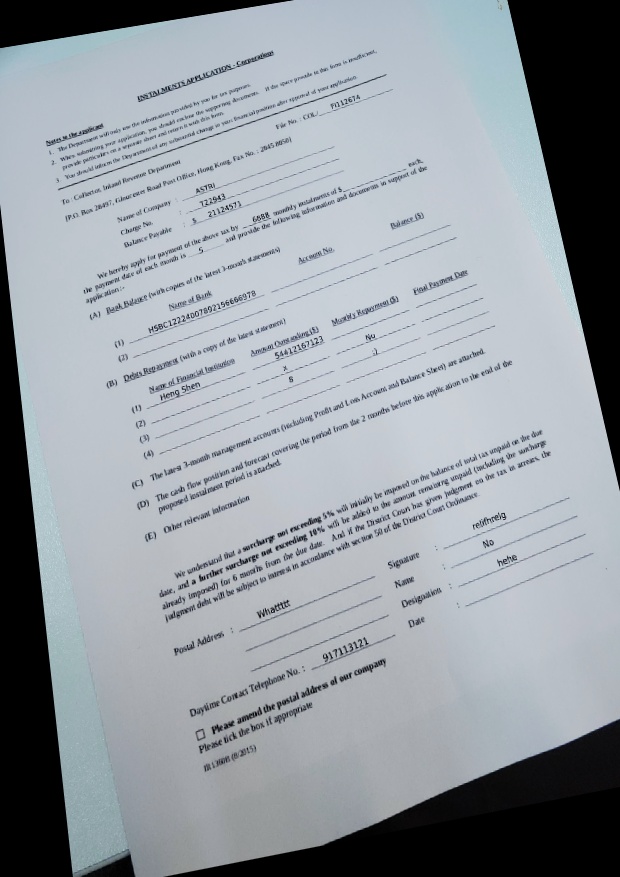 INSTALMENTS APPLICATION - Corporations
Notes to the applicant
1. The Department will only use the information provided by you for tax purposes.
2. When submitting your application, you should enclose the supporting documents. If the space provided in this form is insufficient,
provide particulars on a separate sheet and return it with this form.
3. You should inform the Department of any substantial change in your financial position after approval of your application.
File No. : COL/ FI112674
To : Collector, Inland Revenue Department
(P.O. Box 28497, Gloucester Road Post Office, Hong Kong. Fax No. : 2845 8050)
Name of Company : ASTRI
Charge No. : T22943
Balance Payable : $ 21124571
We hereby apply for payment of the above tax by 6888 monthly instalments of $ each,
the payment date of each month is 5 and provide the following information and documents in support of the
application:-
(A) Bank Balance (with copies of the latest 3-month statements)
Name of Bank Account No. Balance ($)
(1) HSBC12224007892156666978
(2)
(B) Debts Repayment (with a copy of the latest statement)
Name of Financial Institution Amount Outstanding ($) Monthly Repayment ($) Final Payment Date
(1) Heng Shen 54412167123 No
(2) x :)
(3) 8
(4)
(C) The latest 3-month management accounts (including Profit and Loss Account and Balance Sheet) are attached.
(D) The cash flow position and forecast covering the period from the 2 months before this application to the end of the
proposed instalment period is attached.
(E) Other relevant information
We understand that a surcharge not exceeding 5% will initially be imposed on the balance of total tax unpaid on the due
date, and a further surcharge not exceeding 10% will be added to the amount remaining unpaid (including the surcharge
already imposed) for 6 months from the due date. And if the District Court has given judgment on the tax in arrears, the
judgment debt will be subject to interest in accordance with section 50 of the District Court Ordinance.
Postal Address : Whattttt
Signature : relifhrelg
Name : No
Designation : hehe
Date :
Daytime Contact Telephone No. : 917113121
☐ Please amend the postal address of our company
Please tick the box if appropriate
(8/2015)